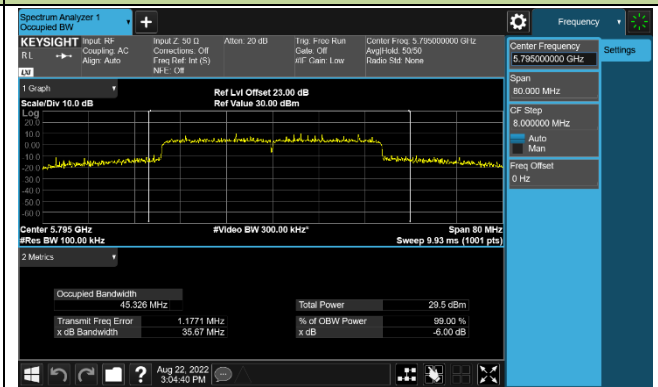 Spectrum Analyzer 1
Occupied BW
+
Frequency
KEYSIGHT
RL
LXI
Input: RF
Coupling: AC
Align: Auto
Input Z: 50 Ω
Corrections: Off
Freq Ref: Int (S)
NFE: Off
Atten: 20 dB
Trig: Free Run
Gate: Off
#IF Gain: Low
Center Freq: 5.795000000 GHz
Avg|Hold: 50/50
Radio Std: None
1 Graph
Scale/Div 10.0 dB
Ref Lvl Offset 23.00 dB
Ref Value 30.00 dBm
Log
20.0
10.0
0.00
-10.0
-20.0
-30.0
-40.0
-50.0
-60.0
Center 5.795 GHz
#Res BW 100.00 kHz
#Video BW 300.00 kHz*
Span 80 MHz
Sweep 9.93 ms (1001 pts)
2 Metrics
Occupied Bandwidth
45.326 MHz
Total Power 29.5 dBm
Transmit Freq Error 1.1771 MHz
% of OBW Power 99.00 %
x dB Bandwidth 35.67 MHz
x dB -6.00 dB
Aug 22, 2022
3:04:40 PM
?
Center Frequency
5.795000000 GHz
Settings
Span
80.000 MHz
CF Step
8.000000 MHz
Auto
Man
Freq Offset
0 Hz